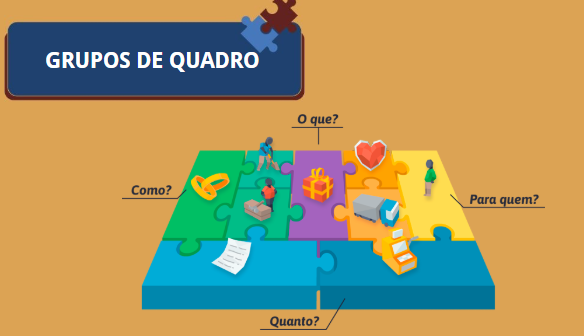 GRUPOS DE QUADRO
O que?
Como?
Para quem?
Quanto?